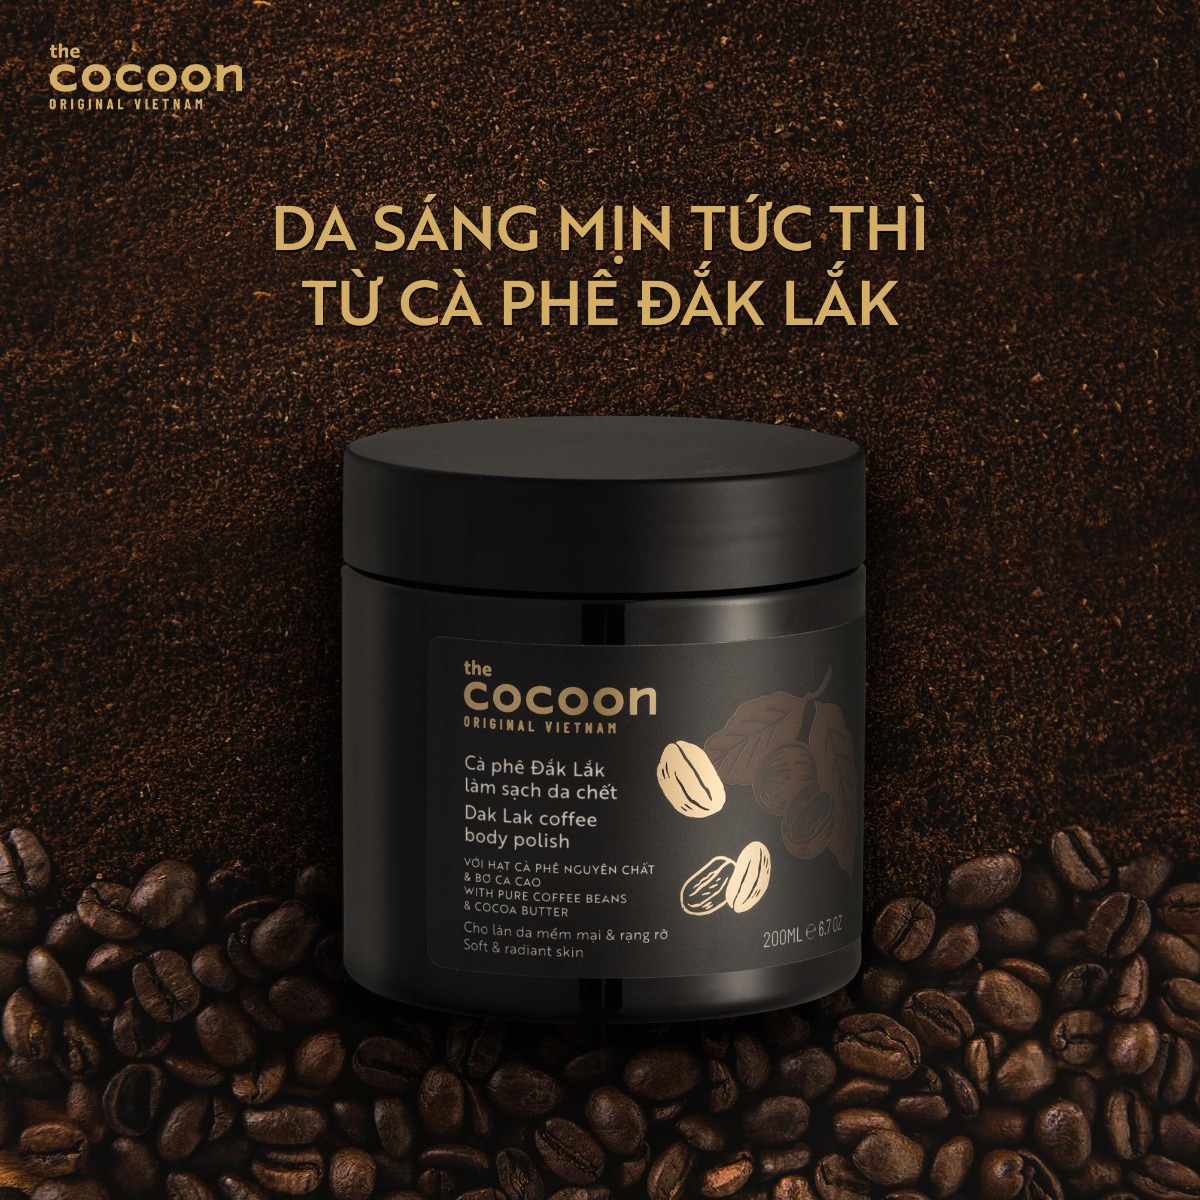 the
cocoon
ORIGINAL VIETNAM
DA SÁNG MỊN TỨC THÌ
TỪ CÀ PHÊ ĐẮK LẮK
the
cocoon
ORIGINAL VIETNAM
Cà phê Đắk Lắk
làm sạch da chết
Dak Lak coffee
body polish
VỚI HẠT CÀ PHÊ NGUYÊN CHẤT
& BƠ CA CAO
WITH PURE COFFEE BEANS
& COCOA BUTTER
Cho làn da mềm mại & rạng rỡ
Soft & radiant skin
200ML ℮ 6.7 OZ